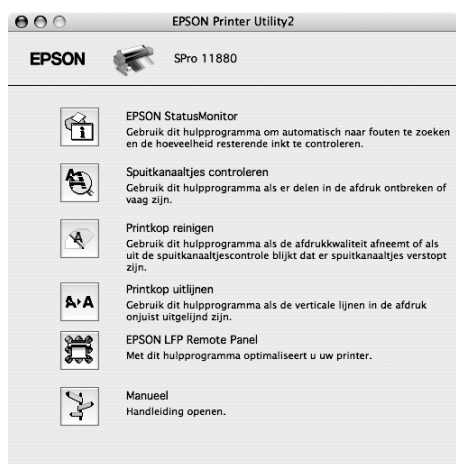 EPSON Printer Utility2
EPSON SPro 11880
EPSON StatusMonitor
Gebruik dit hulpprogramma om automatisch naar fouten te zoeken
en de hoeveelheid resterende inkt te controleren.
Spuitkanaaltjes controleren
Gebruik dit hulpprogramma als er delen in de afdruk ontbreken of
vaag zijn.
Printkop reinigen
Gebruik dit hulpprogramma als de afdrukkwaliteit afneemt of als
uit de spuitkanaaltjescontrole blijkt dat er spuitkanaaltjes verstopt
zijn.
Printkop uitlijnen
Gebruik dit hulpprogramma als de verticale lijnen in de afdruk
onjuist uitgelijnd zijn.
EPSON LFP Remote Panel
Met dit hulpprogramma optimaliseert u uw printer.
Manueel
Handleiding openen.